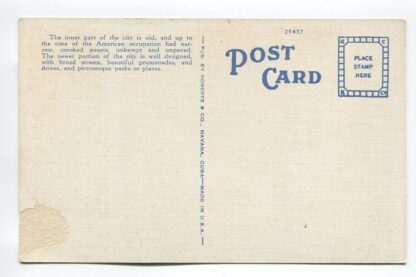 The inner part of the city is old, and up to
the time of the American occupation had nar-
row, crooked streets, unkempt and unpaved.
The newer portion of the city is well designed,
with broad streets, beautiful promenades, and
drives, and picturesque parks or plazas.
—PUB. BY ROBERTS & CO., HAVANA, CUBA—MADE IN U.S.A.—
29437
POST
CARD
PLACE
STAMP
HERE